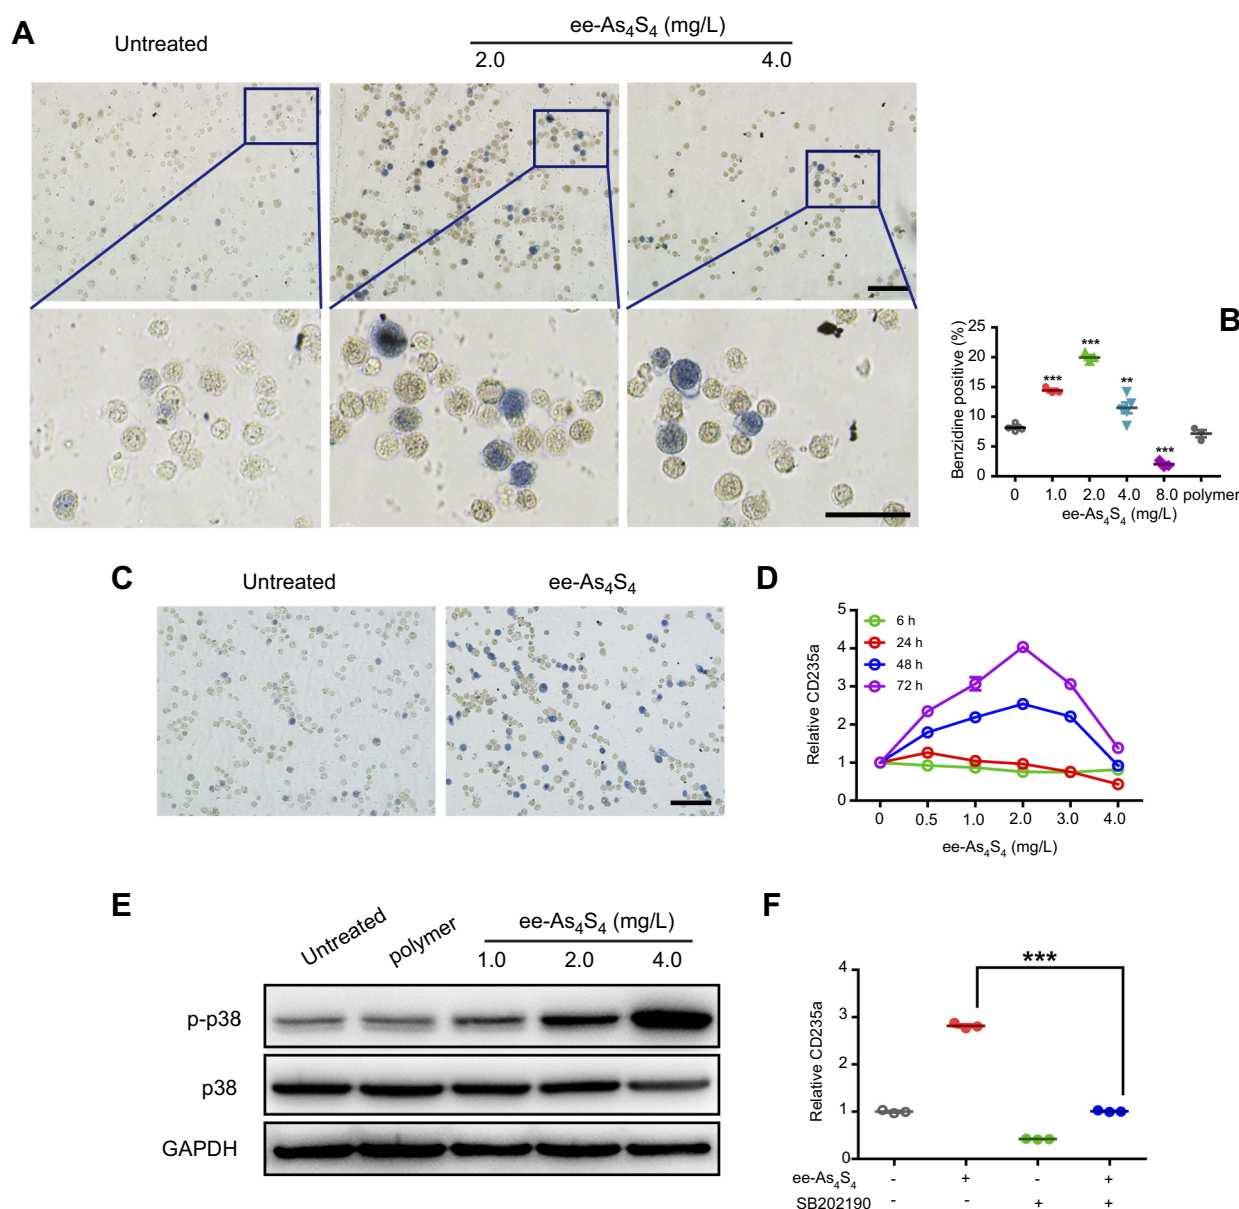 A
Untreated
ee-As4S4 (mg/L)
2.0 4.0
B
Benzidine positive (%)
25
20
15
10
5
0
***
***
**
***
0 1.0 2.0 4.0 8.0 polymer
ee-As4S4 (mg/L)
C
Untreated ee-As4S4
D
Relative CD235a
5
4
3
2
1
0
6 h
24 h
48 h
72 h
0 0.5 1.0 2.0 3.0 4.0
ee-As4S4 (mg/L)
E
Untreated polymer
ee-As4S4 (mg/L)
1.0 2.0 4.0
p-p38
p38
GAPDH
F
Relative CD235a
4
3
2
1
0
***
ee-As4S4 - + - +
SB202190 - - + +